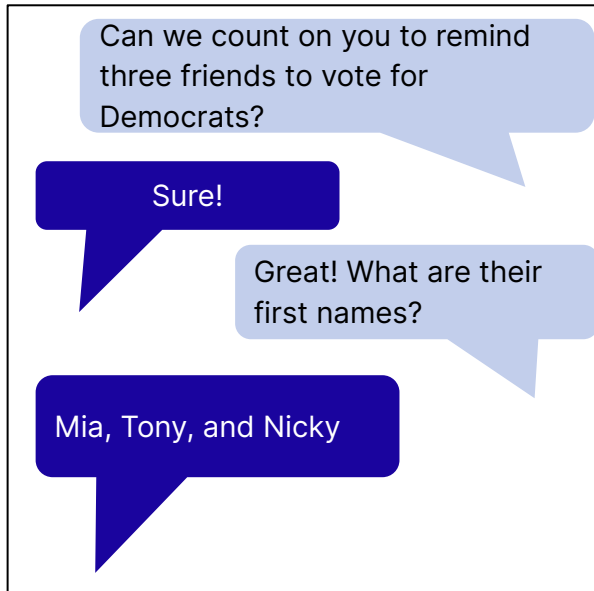 Can we count on you to remind
three friends to vote for
Democrats?
Sure!
Great! What are their
first names?
Mia, Tony, and Nicky